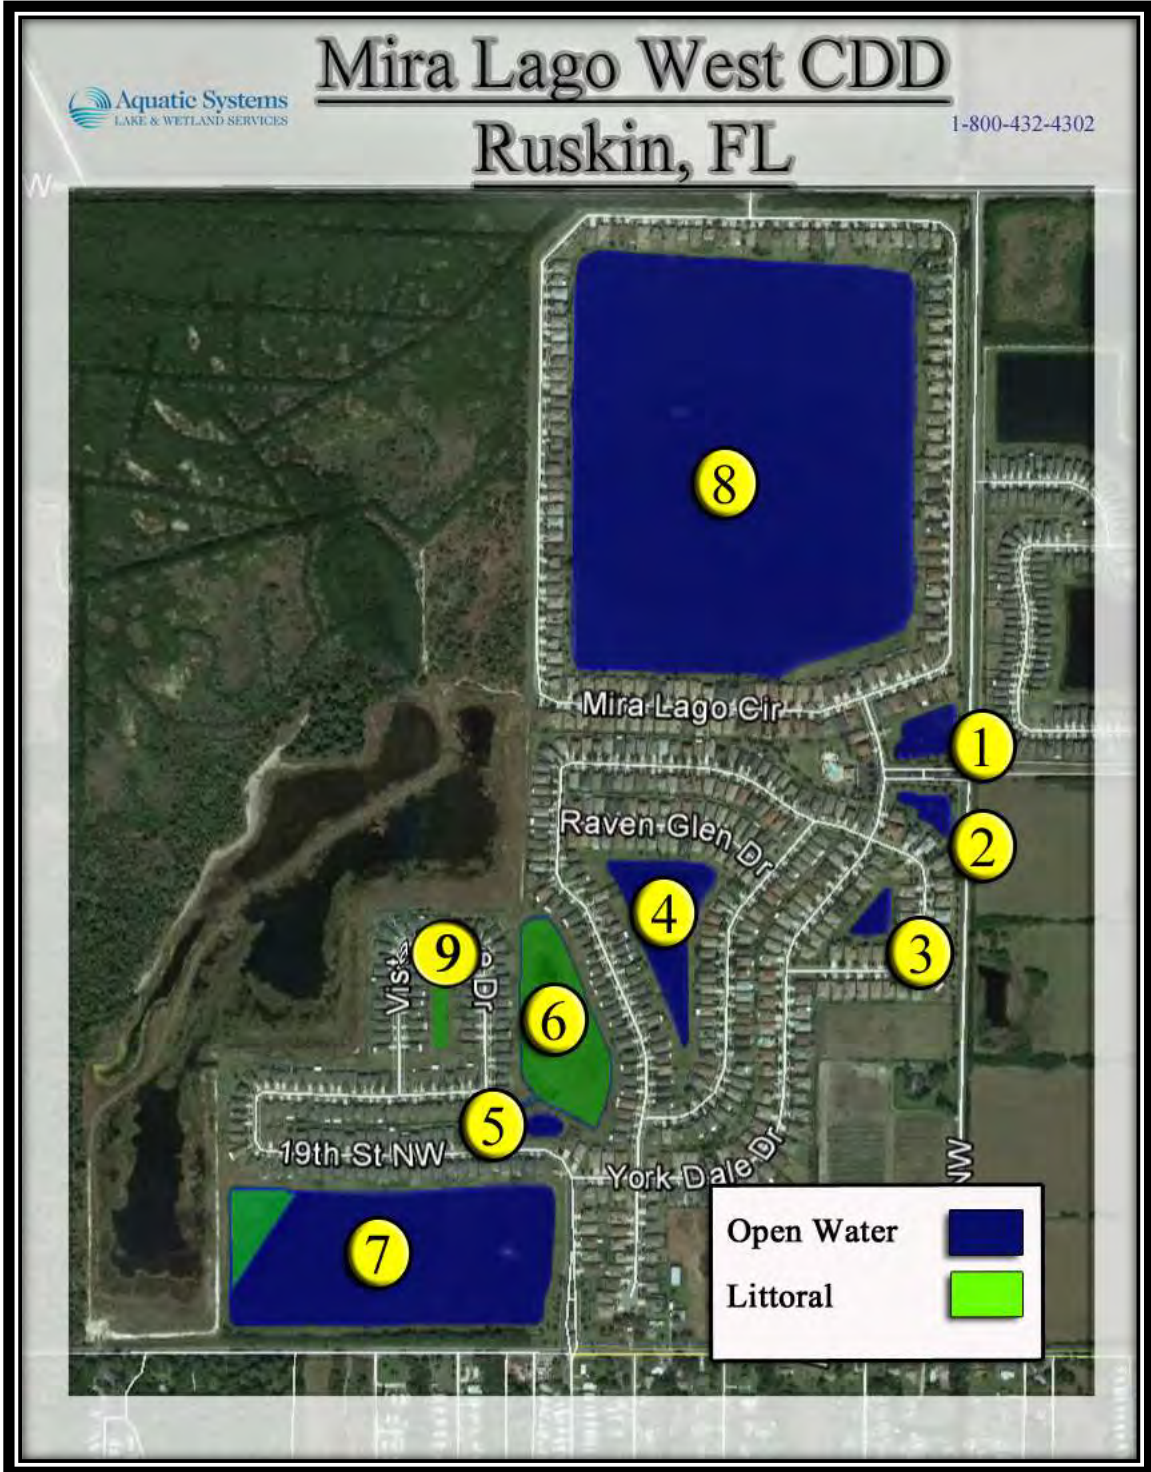 Mira Lago West CDD
Aquatic Systems
LAKE & WETLAND SERVICES
1-800-432-4302
Ruskin, FL
W
8
Mira Lago Cir
1
Raven Glen Dr
2
4
3
9
Dr
6
5
19th St NW
York Dale Dr
NW
7
Open Water
Littoral